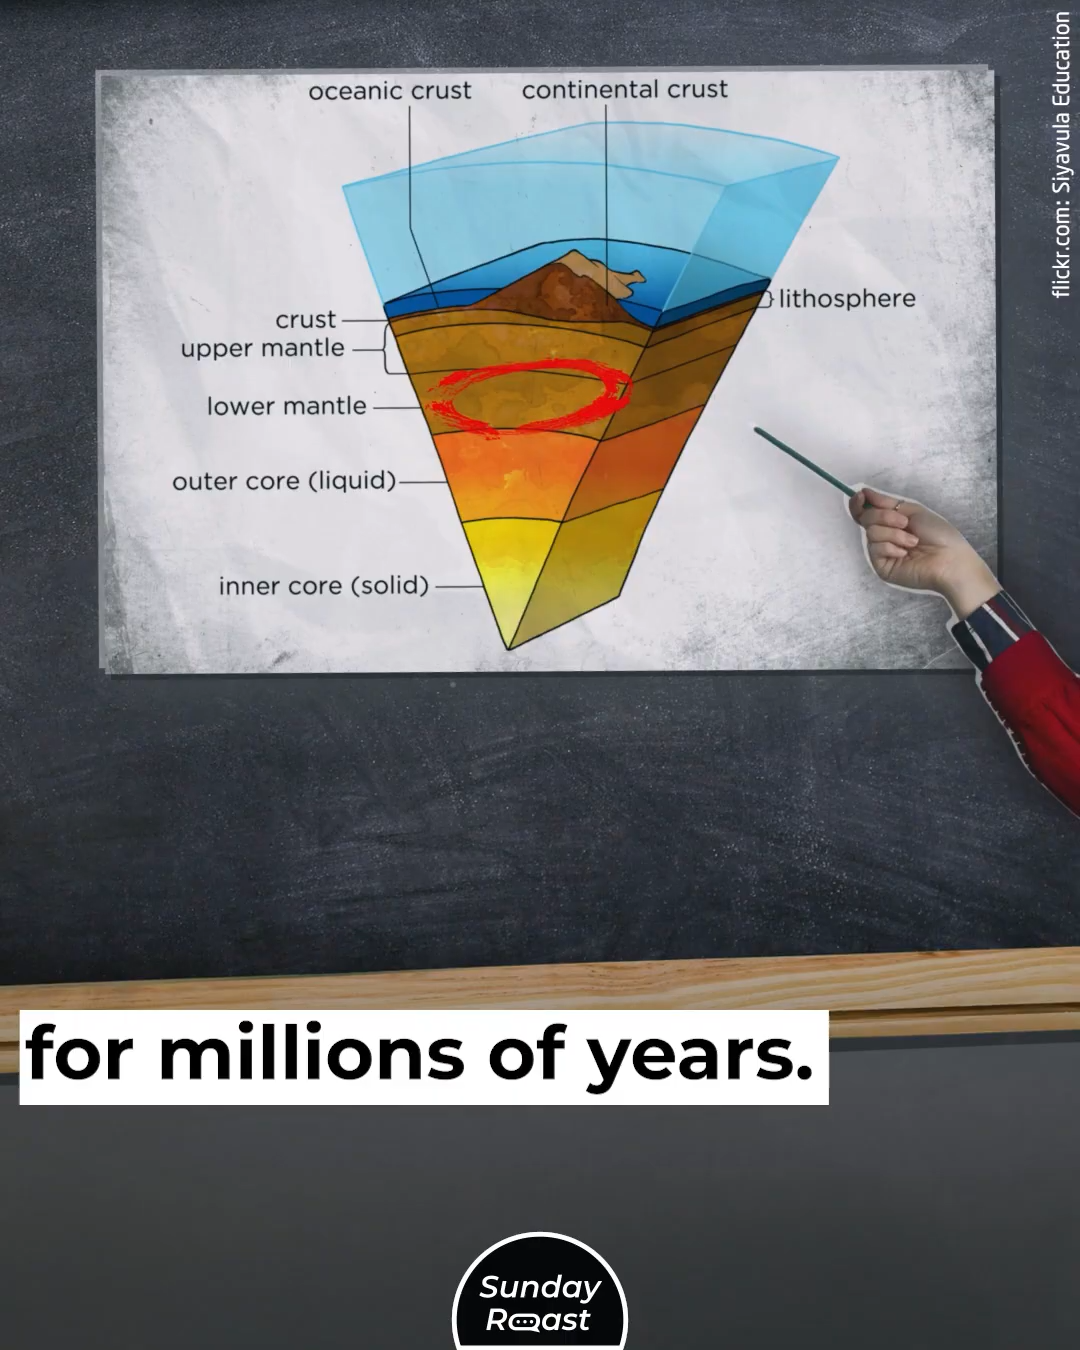 oceanic crust
continental crust
flickr.com: Siyavula Education
lithosphere
crust
upper mantle
lower mantle
outer core (liquid)
inner core (solid)
for millions of years.
Sunday
Roast